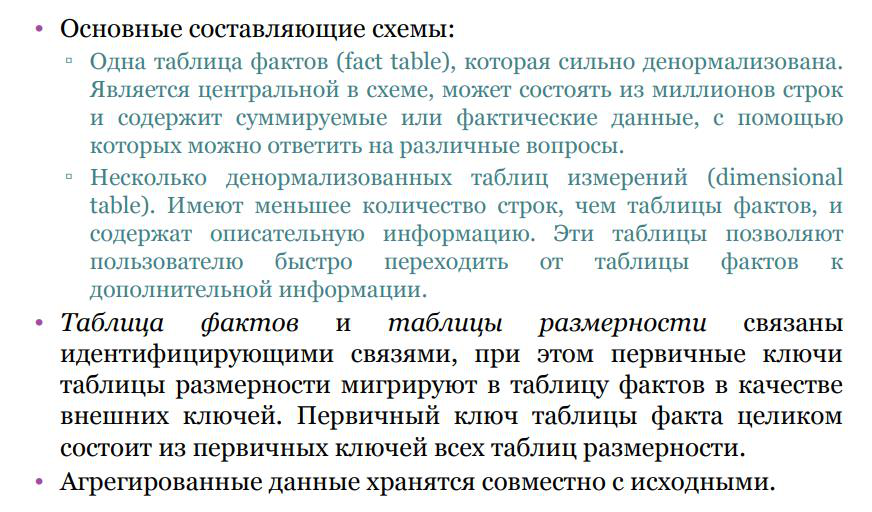 • Основные составляющие схемы:
▫ Одна таблица фактов (fact table), которая сильно денормализована.
Является центральной в схеме, может состоять из миллионов строк
и содержит суммируемые или фактические данные, с помощью
которых можно ответить на различные вопросы.
▫ Несколько денормализованных таблиц измерений (dimensional
table). Имеют меньшее количество строк, чем таблицы фактов, и
содержат описательную информацию. Эти таблицы позволяют
пользователю быстро переходить от таблицы фактов к
дополнительной информации.
• Таблица фактов и таблицы размерности связаны
идентифицирующими связями, при этом первичные ключи
таблицы размерности мигрируют в таблицу фактов в качестве
внешних ключей. Первичный ключ таблицы факта целиком
состоит из первичных ключей всех таблиц размерности.
• Агрегированные данные хранятся совместно с исходными.